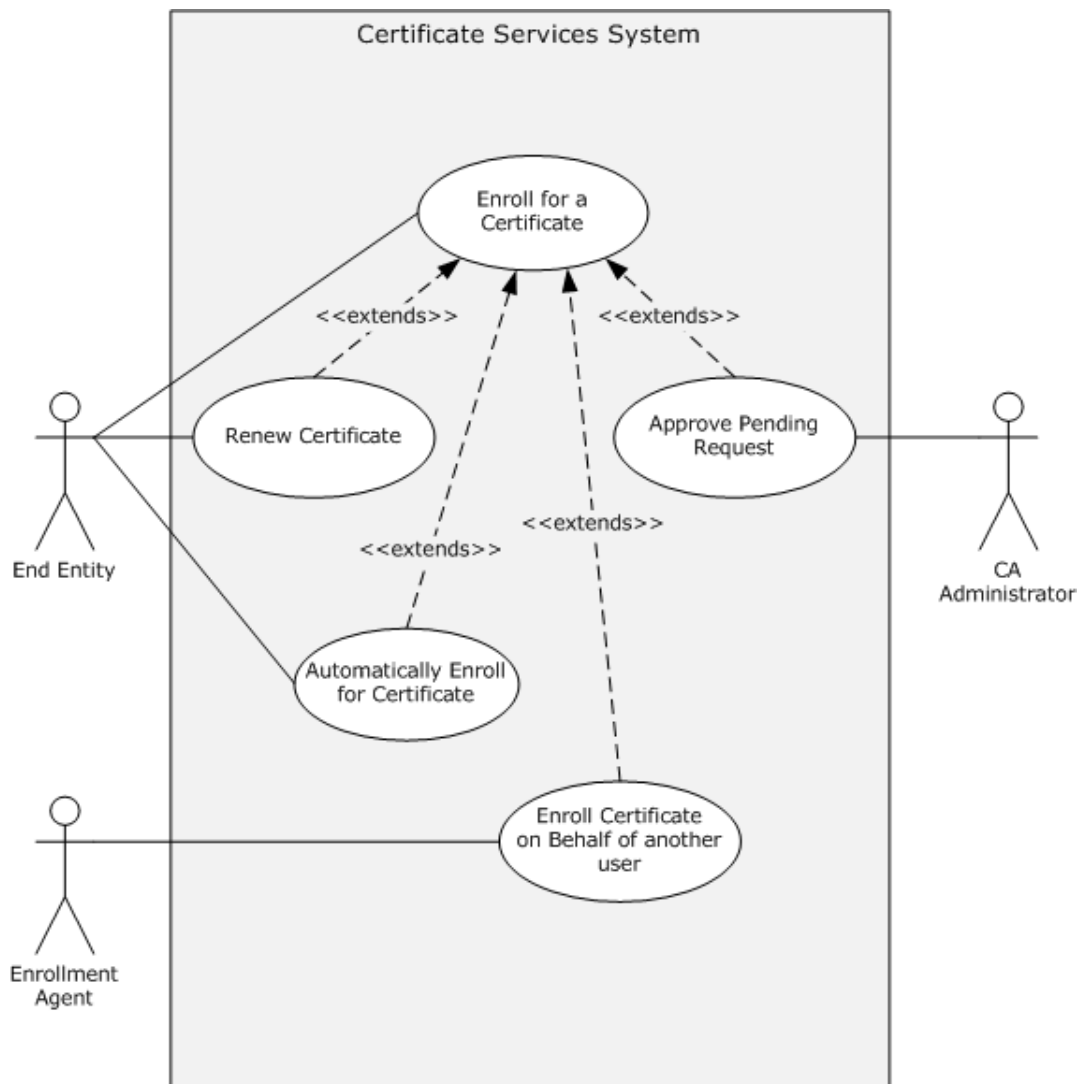 Certificate Services System
Enroll for a
Certificate
<<extends>>
<<extends>>
Renew Certificate
Approve Pending
Request
<<extends>>
<<extends>>
End Entity
CA
Administrator
Automatically Enroll
for Certificate
Enroll Certificate
on Behalf of another
user
Enrollment
Agent